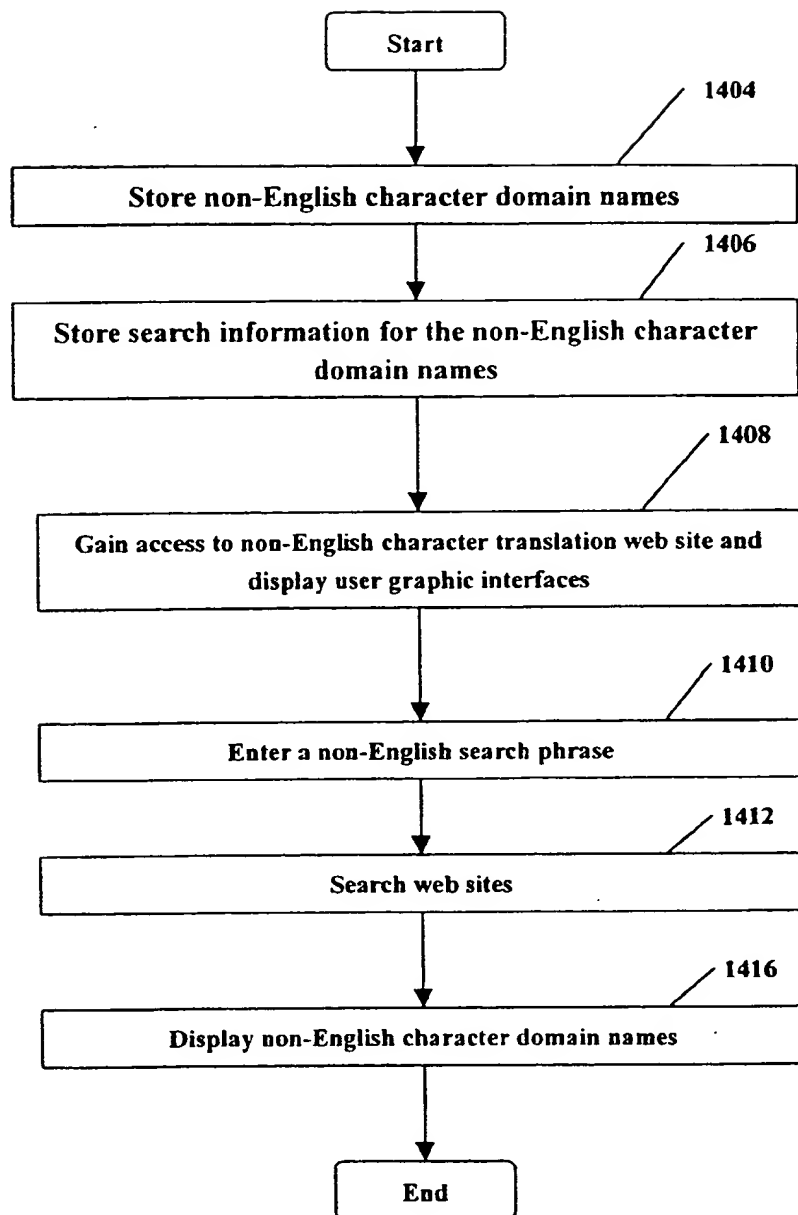 Start
1404
Store non-English character domain names
1406
Store search information for the non-English character
domain names
1408
Gain access to non-English character translation web site and
display user graphic interfaces
1410
Enter a non-English search phrase
1412
Search web sites
1416
Display non-English character domain names
End